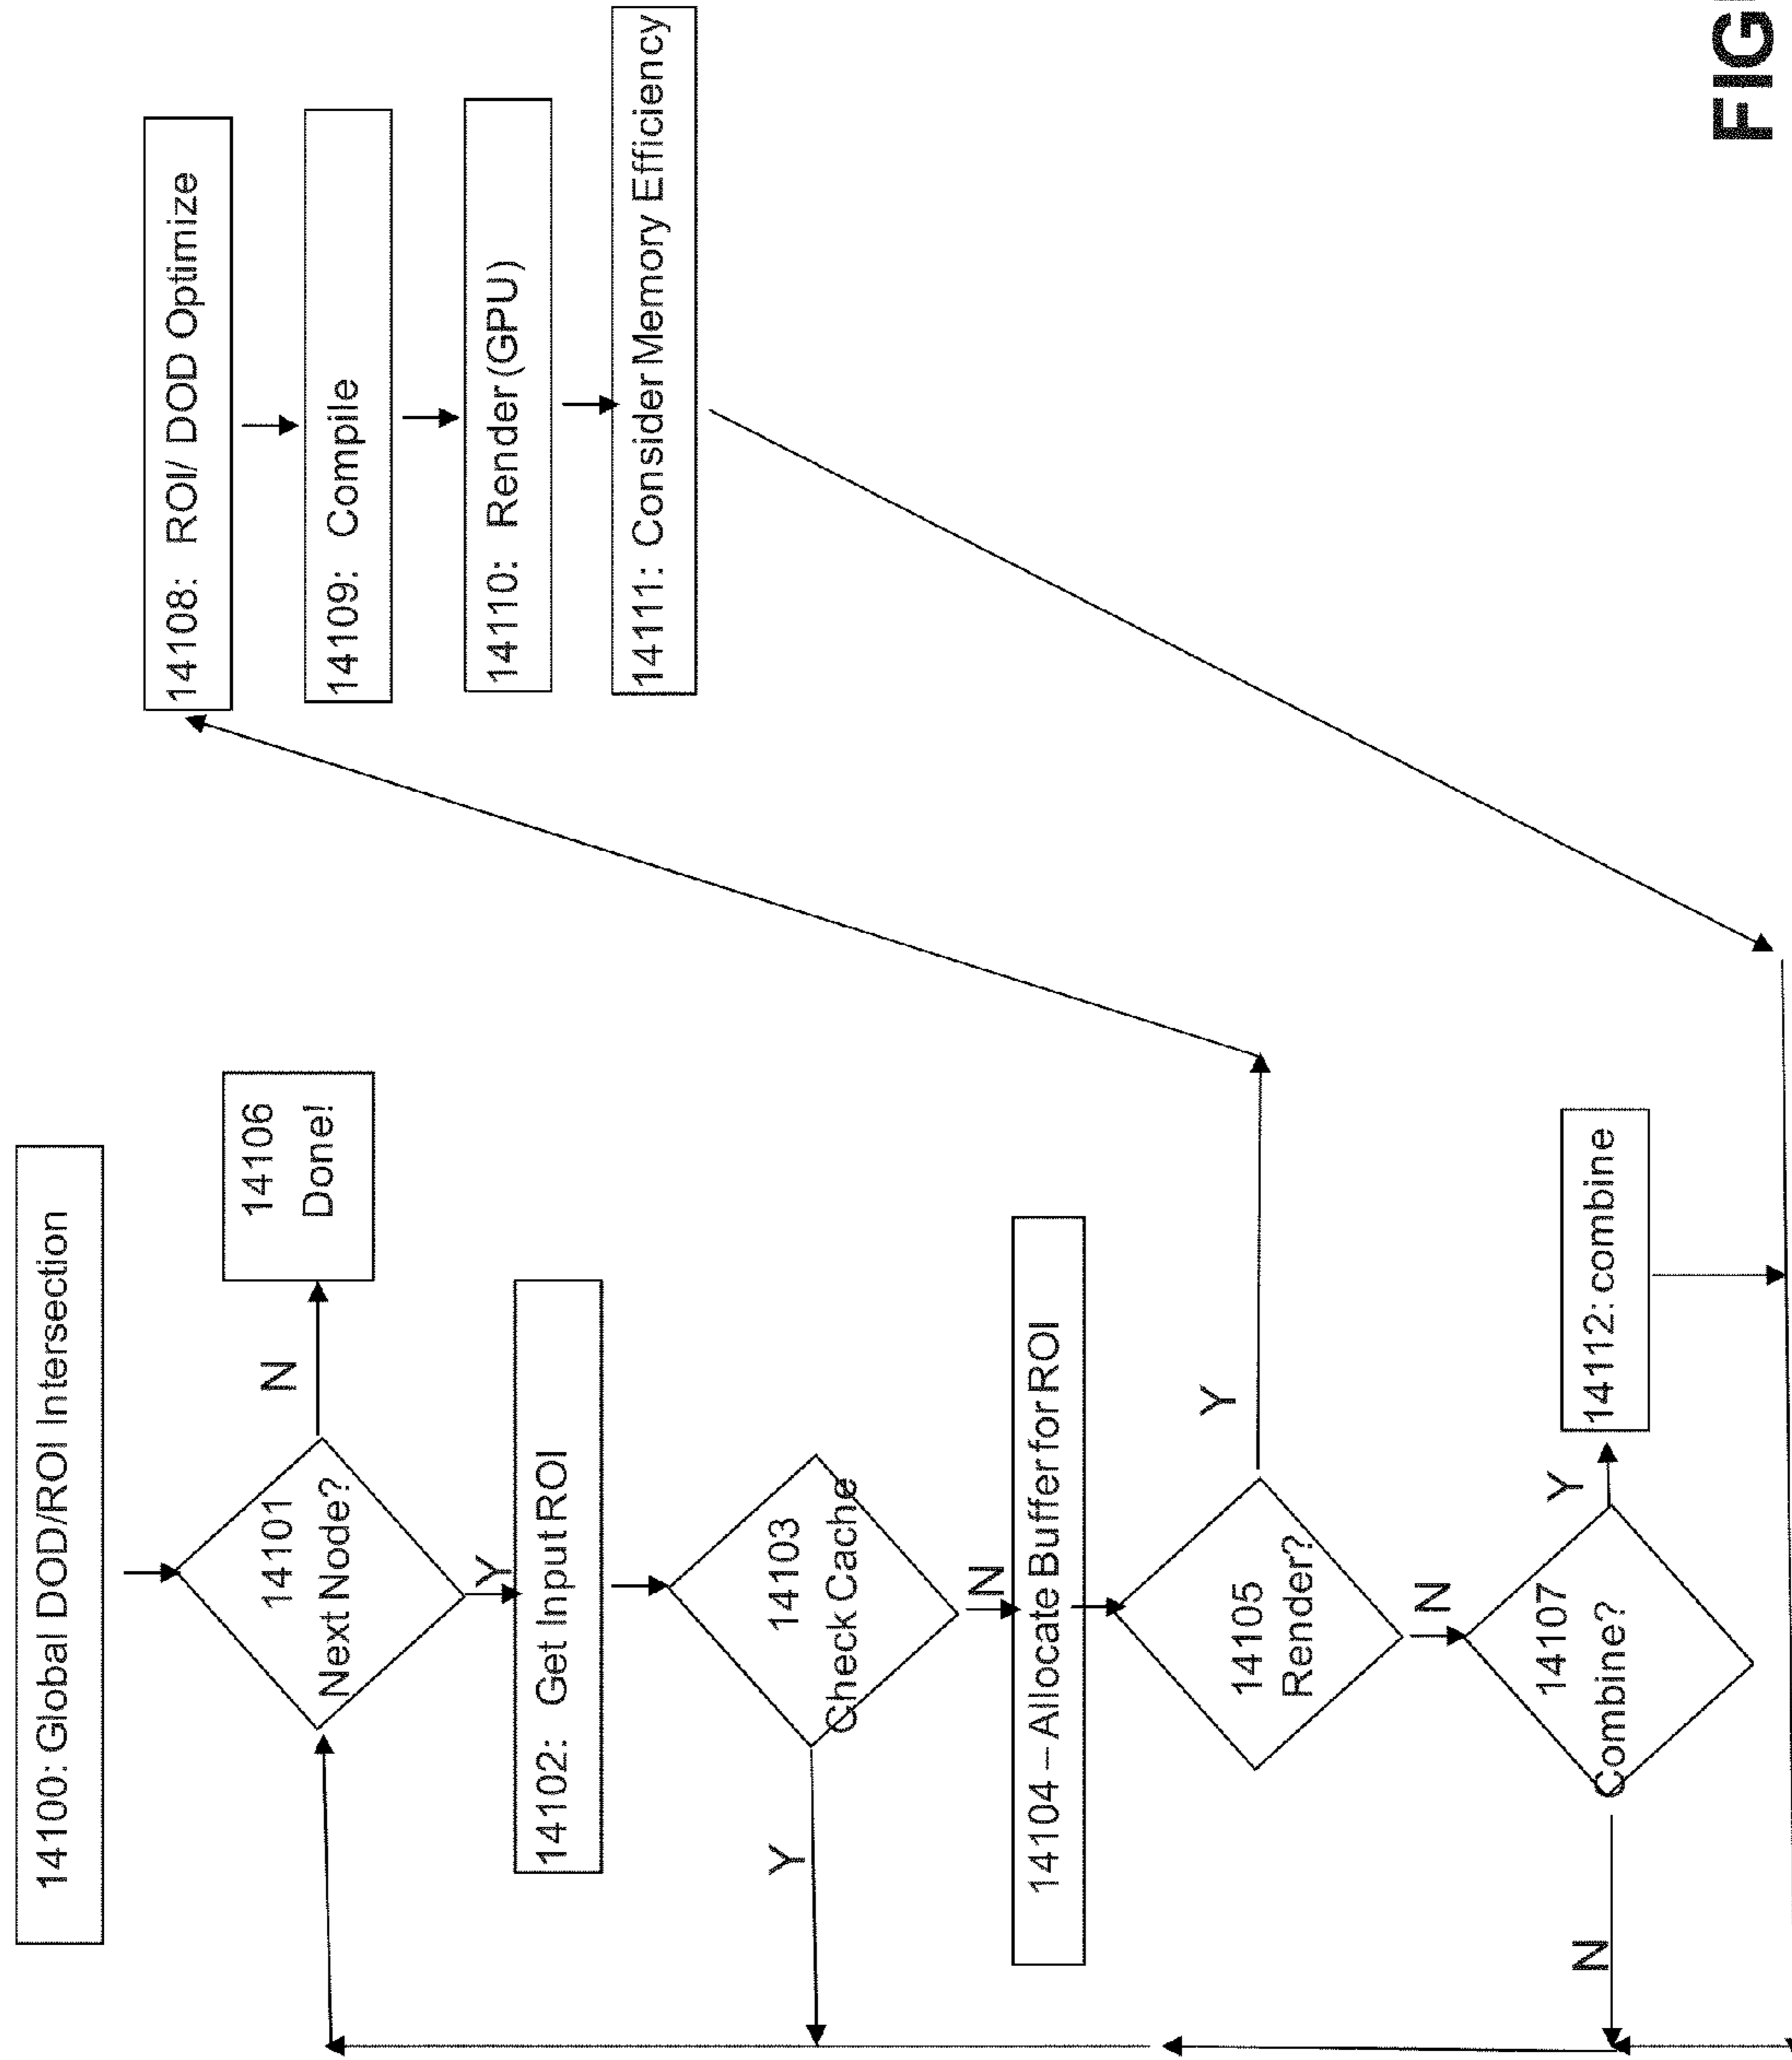 14100: Global DOD/ROI Intersection
14101
Next Node?
N
14106
Done!
Y
14102: Get Input ROI
14103
Check Cache
Y
N
14104 – Allocate Buffer for ROI
14105
Render?
Y
N
14107
Combine?
N
Y
14112: combine
14108: ROI/ DOD Optimize
14109: Compile
14110: Render (GPU)
14111: Consider Memory Efficiency
FIG